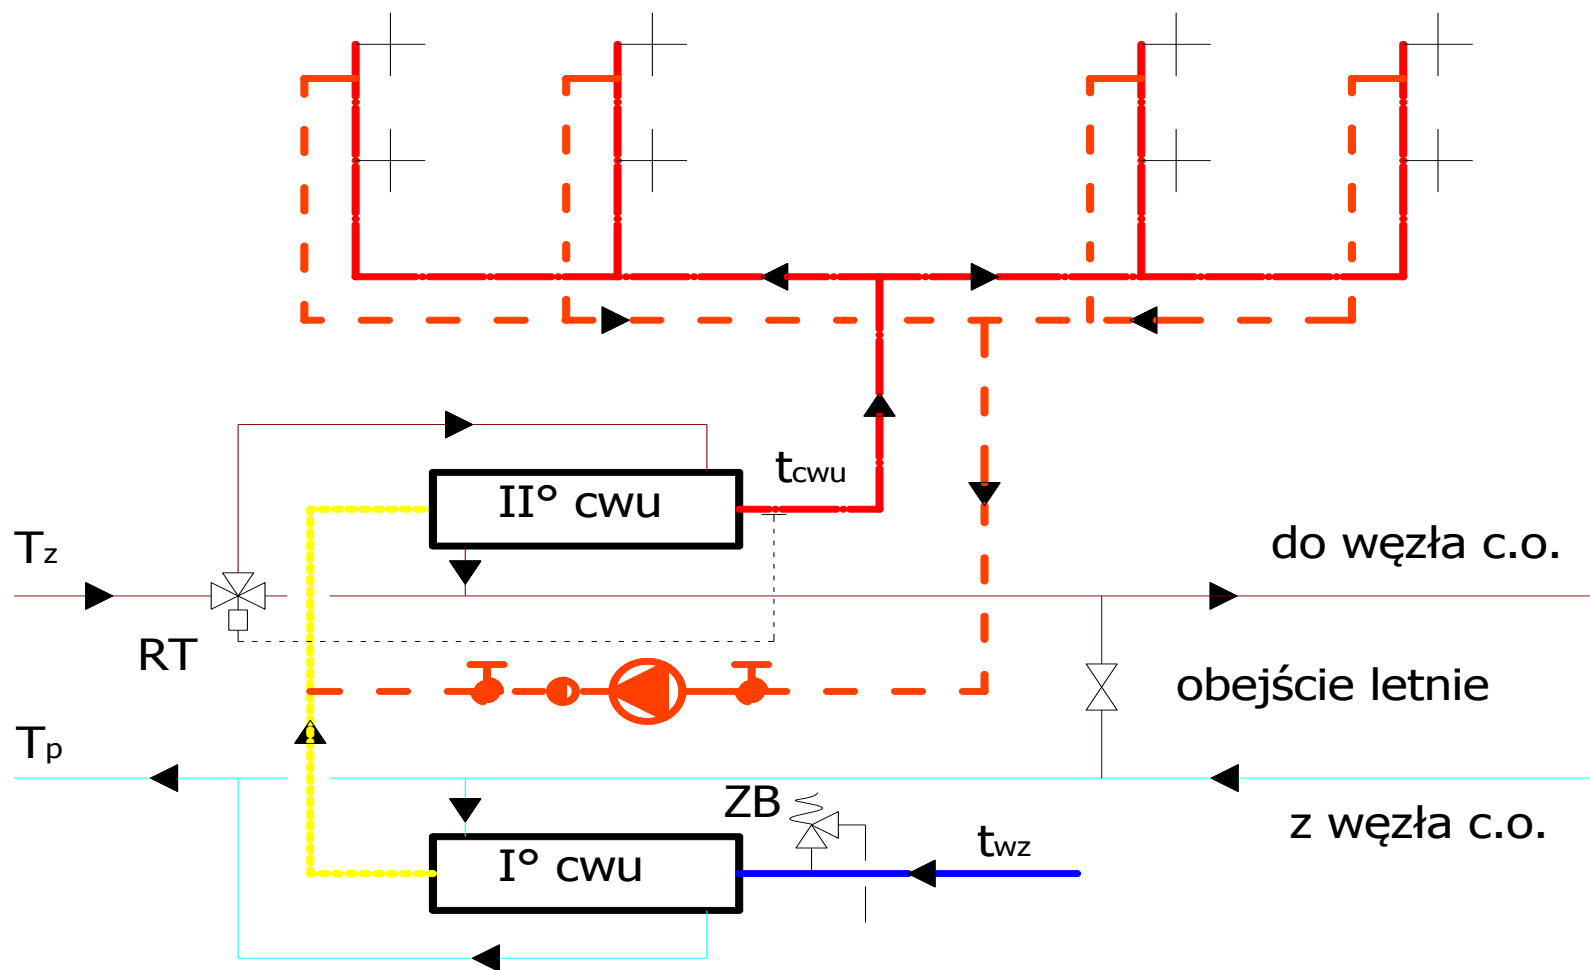 tcwu
II° cwu
Tz
do węzła c.o.
RT
obejście letnie
Tp
ZB
z węzła c.o.
twz
I° cwu